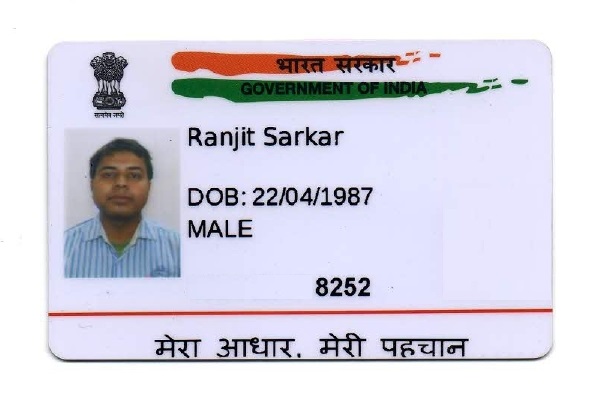 भारत सरकार
GOVERNMENT OF INDIA
सत्यमेव जयते
Ranjit Sarkar
DOB: 22/04/1987
MALE
8252
मेरा आधार, मेरी पहचान